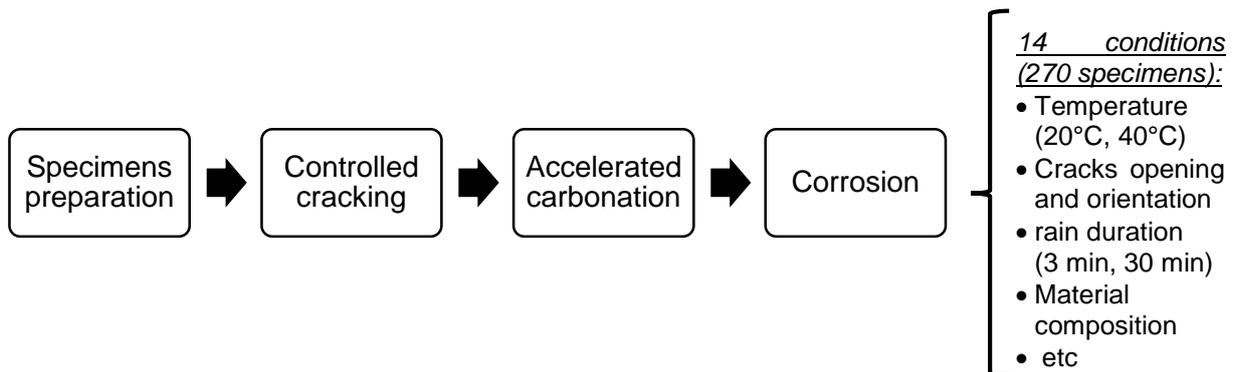 Specimens
preparation
Controlled
cracking
Accelerated
carbonation
Corrosion
14 conditions
(270 specimens):
• Temperature
(20°C, 40°C)
• Cracks opening
and orientation
• rain duration
(3 min, 30 min)
• Material
composition
• etc